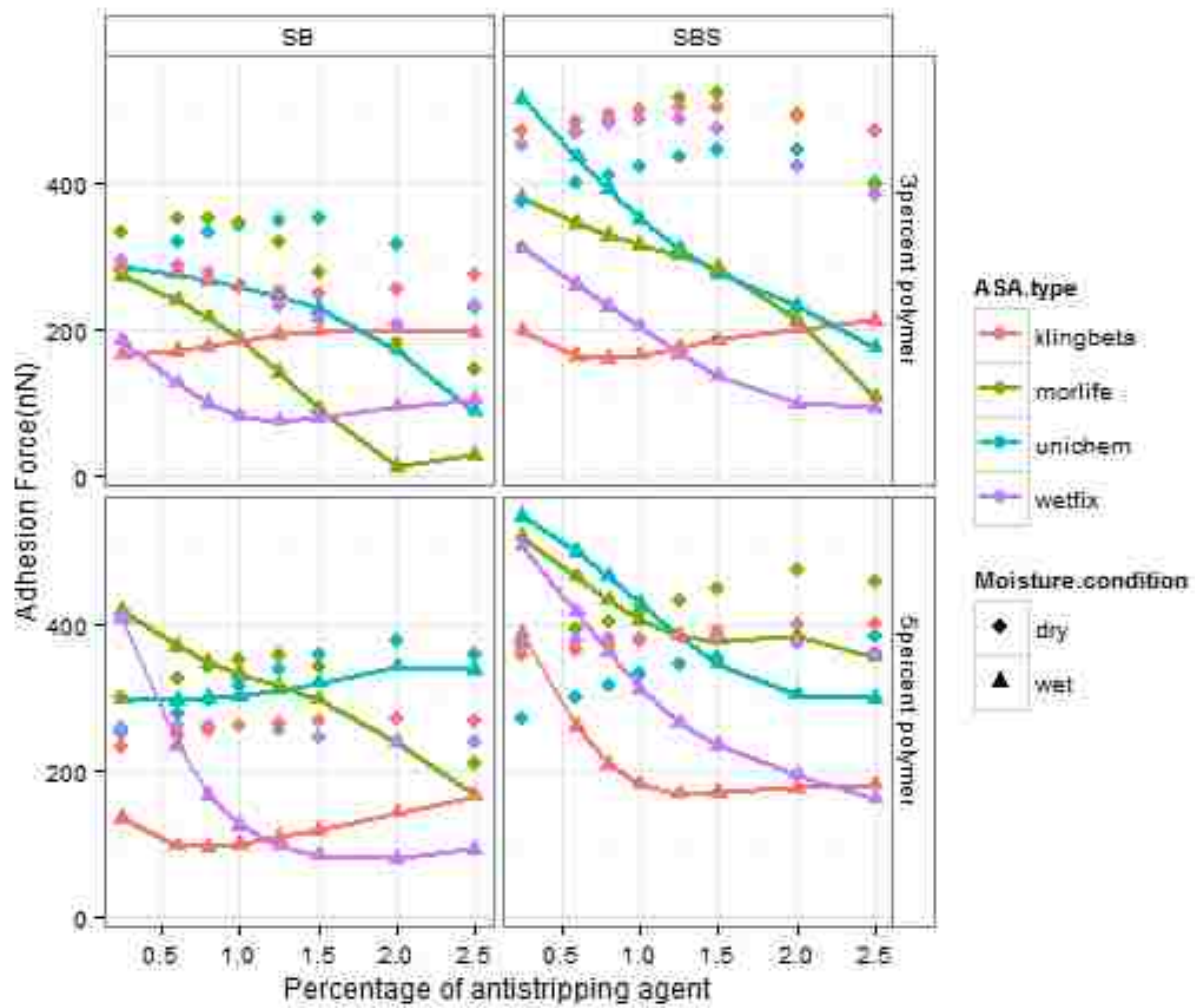 SB
SBS
400
200
0
3percent polymer
400
200
0
5percent polymer
Adhesion Force(nN)
0.5 1.0 1.5 2.0 2.5
0.5 1.0 1.5 2.0 2.5
Percentage of antistripping agent
ASA.type
klingbeta
morlife
unichem
wetfix
Moisture.condition
dry
wet